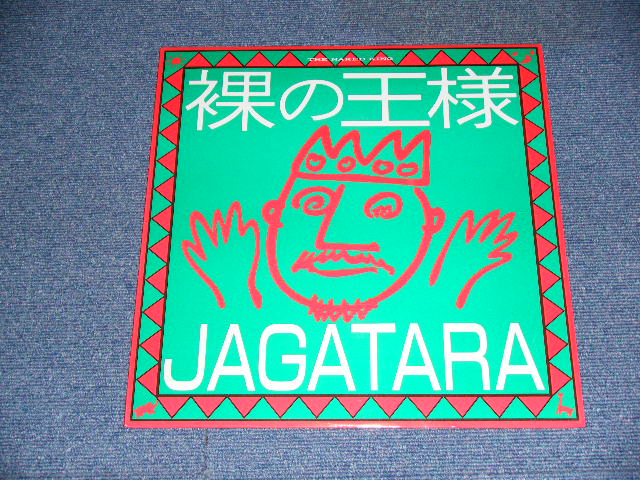 THE NAKED KING
裸の王様
JAGATARA